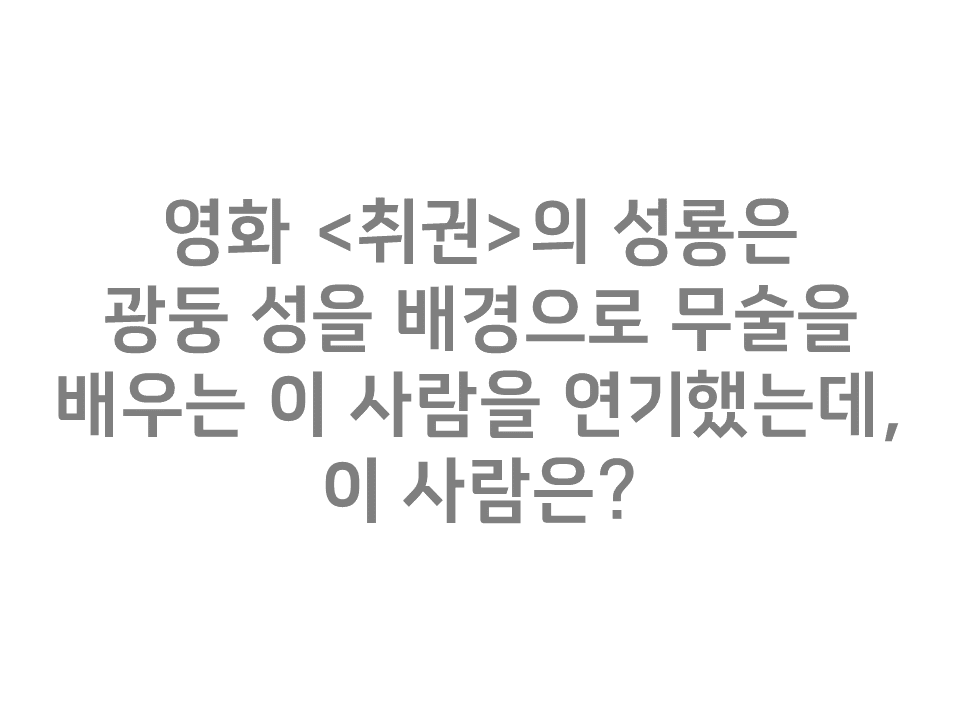 영화 <취권>의 성룡은
광둥 성을 배경으로 무술을
배우는 이 사람을 연기했는데,
이 사람은?